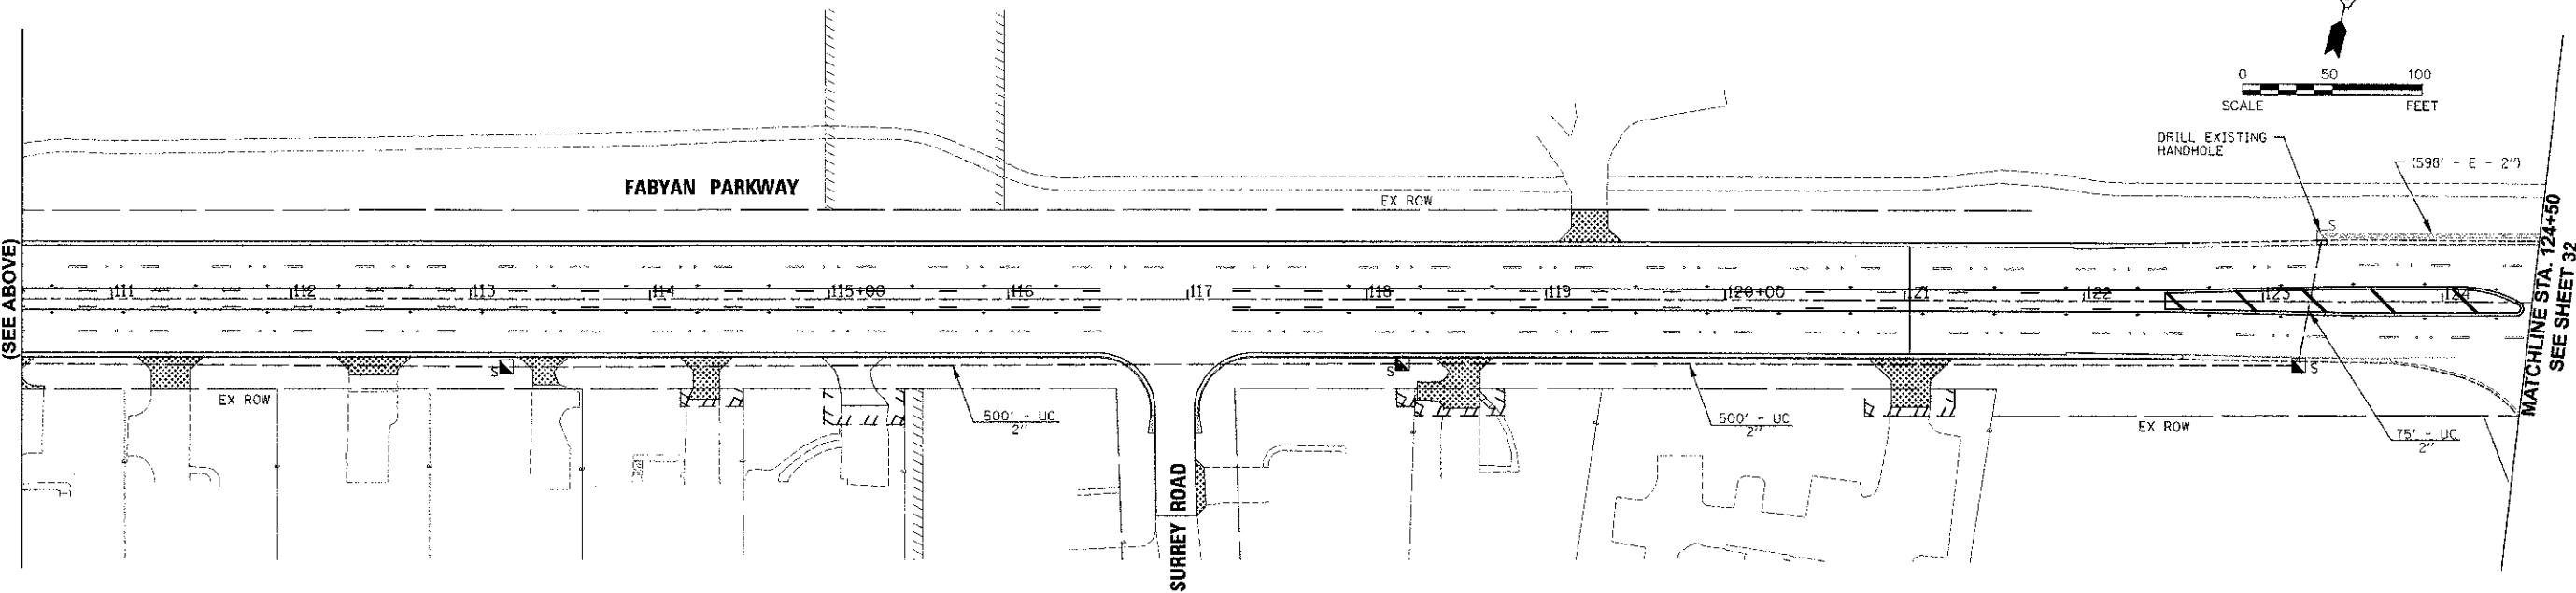 0 50 100
SCALE FEET
DRILL EXISTING
HANDHOLE
(598' - E - 2")
FABYAN PARKWAY
EX ROW
S
(SEE ABOVE)
111 112 113 114 115+00 116 117 118 119 120+00 121 122 123 124
MATCHLINE STA. 124+50
SEE SHEET 32
S
S
S
EX ROW
500' - UC
2"
500' - UC
2"
EX ROW
75' - UC
2"
SURREY ROAD